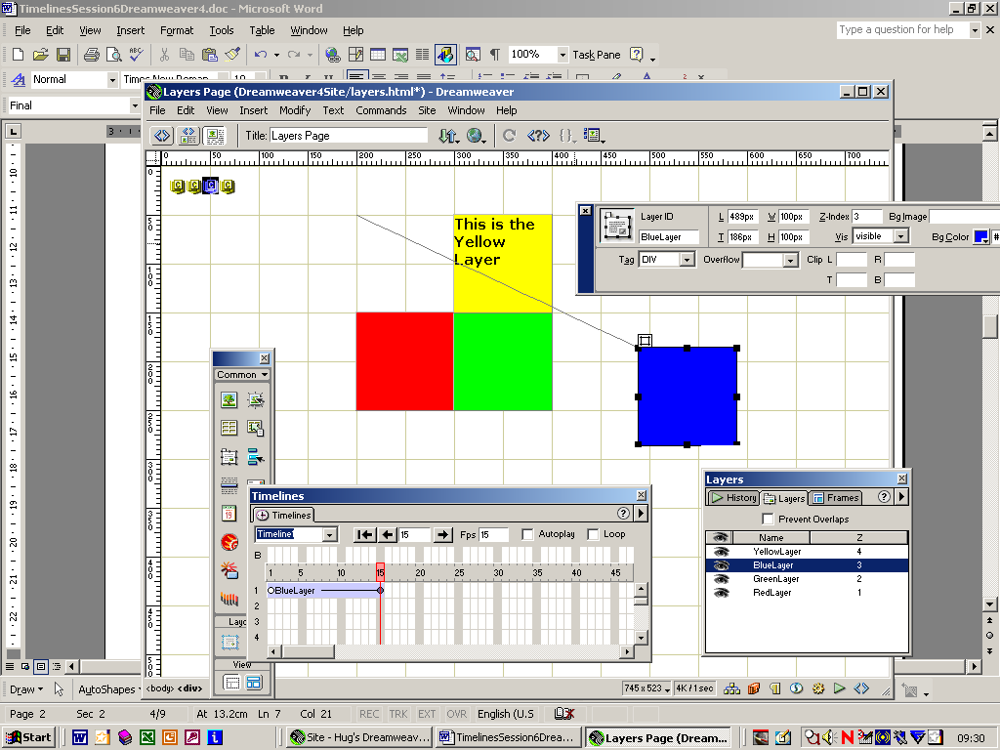 TimelinesSession6Dreamweaver4.doc - Microsoft Word
File Edit View Insert Format Tools Table Window Help
Type a question for help
100% Task Pane
Normal Times New Roman 10
Final
Layers Page (Dreamweaver4Site/layers.html*) - Dreamweaver
File Edit View Insert Modify Text Commands Site Window Help
Title: Layers Page
0 50 100 150 200 250 300 350 400 450 500 550 600 650 700
This is the
Yellow
Layer
Layer ID L 489px W 100px Z-Index 3 Bg Image
BlueLayer T 186px H 100px Vis visible Bg Color #
Tag DIV Overflow Clip L R
T B
Common
Layers
History Layers Frames
Prevent Overlaps
Name Z
YellowLayer 4
BlueLayer 3
GreenLayer 2
RedLayer 1
Timelines
Timelines
Timeline1 15 Fps 15 Autoplay Loop
B
1 5 10 15 20 25 30 35 40 45
1 BlueLayer
2
3
4
Layo
View
<body> <div> 745 x 523 4K / 1 sec
Draw AutoShapes
Page 2 Sec 2 4/9 At 13.2cm Ln 7 Col 21 REC TRK EXT OVR English (U.S
Start Site - Hug's Dreamweav... TimelinesSession6Drea... Layers Page (Dream... 09:30